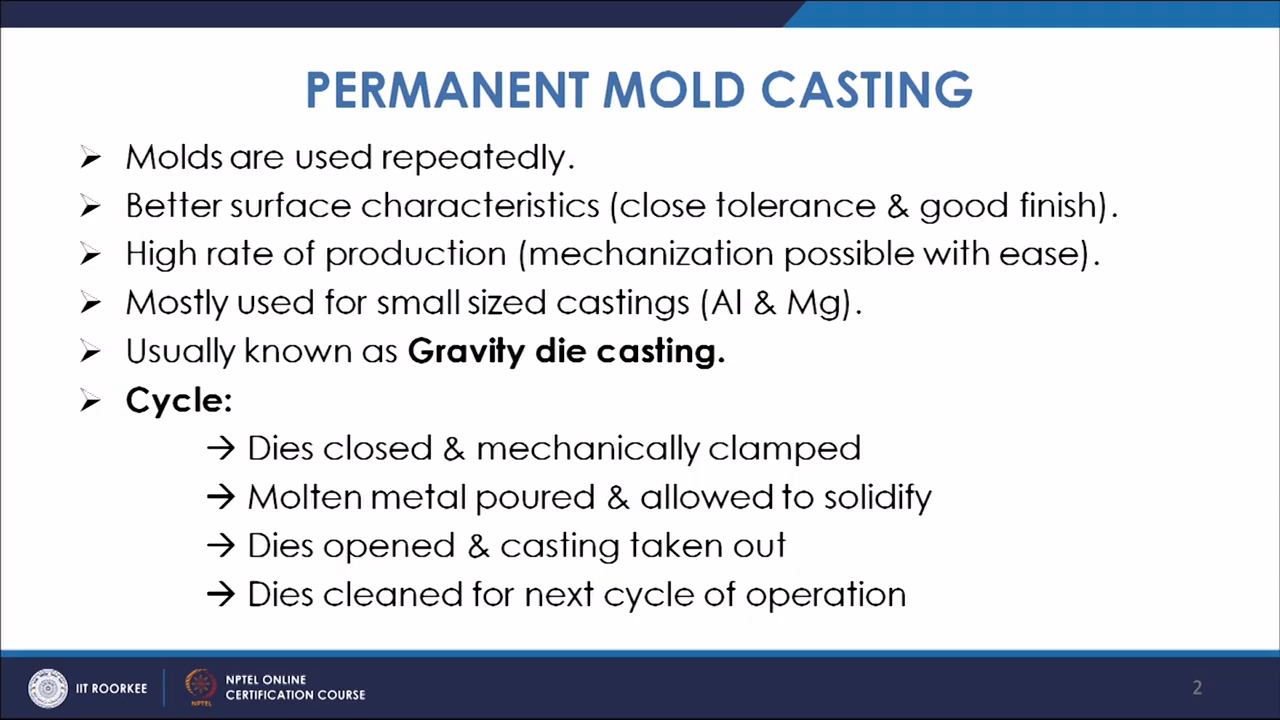 PERMANENT MOLD CASTING
➢ Molds are used repeatedly.
➢ Better surface characteristics (close tolerance & good finish).
➢ High rate of production (mechanization possible with ease).
➢ Mostly used for small sized castings (Al & Mg).
➢ Usually known as Gravity die casting.
➢ Cycle:
→ Dies closed & mechanically clamped
→ Molten metal poured & allowed to solidify
→ Dies opened & casting taken out
→ Dies cleaned for next cycle of operation
IIT ROORKEE
NPTEL
NPTEL ONLINE
CERTIFICATION COURSE
2